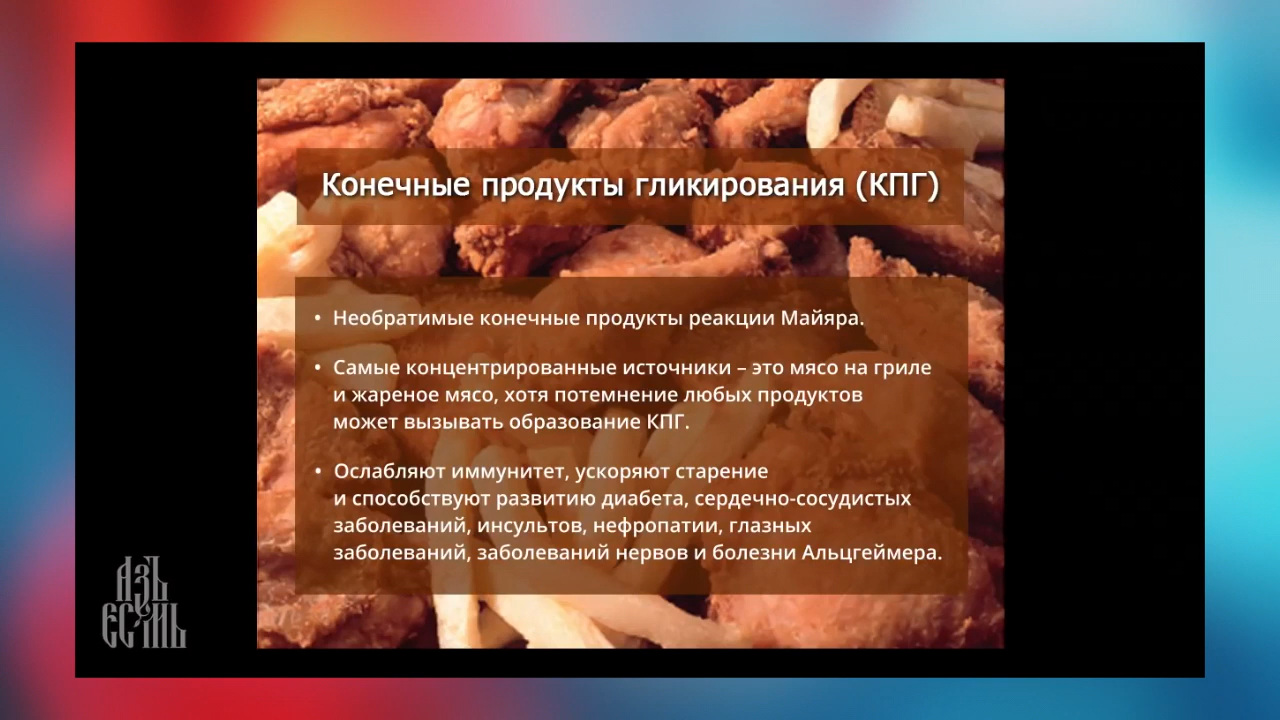 Конечные продукты гликирования (КПГ)
• Необратимые конечные продукты реакции Майяра.
• Самые концентрированные источники – это мясо на гриле
и жареное мясо, хотя потемнение любых продуктов
может вызывать образование КПГ.
• Ослабляют иммунитет, ускоряют старение
и способствуют развитию диабета, сердечно-сосудистых
заболеваний, инсультов, нефропатии, глазных
заболеваний, заболеваний нервов и болезни Альцгеймера.
АЗЪ
ЕСМЬ